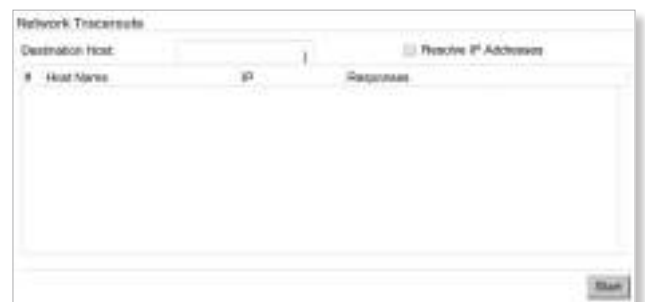 Network Traceroute
Destination Host: Resolve IP Addresses
# Host Name IP Responses
Start